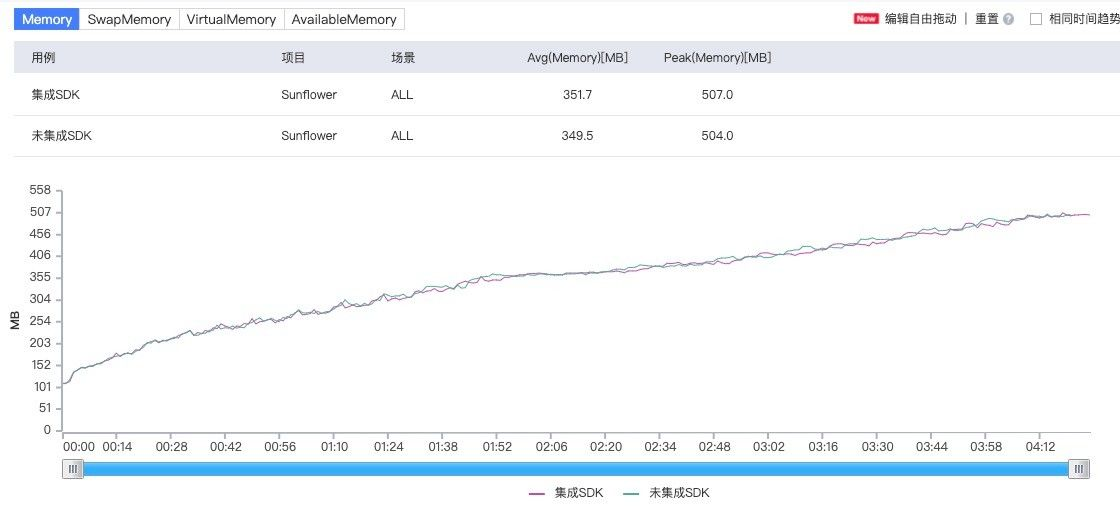 Memory SwapMemory VirtualMemory AvailableMemory New 编辑自由拖动 | 重置 ? 相同时间趋势
用例 项目 场景 Avg(Memory)[MB] Peak(Memory)[MB]
集成SDK Sunflower ALL 351.7 507.0
未集成SDK Sunflower ALL 349.5 504.0
558
507
456
406
355
304
254
203
152
101
51
0
MB
00:00 00:14 00:28 00:42 00:56 01:10 01:24 01:38 01:52 02:06 02:20 02:34 02:48 03:02 03:16 03:30 03:44 03:58 04:12
集成SDK 未集成SDK